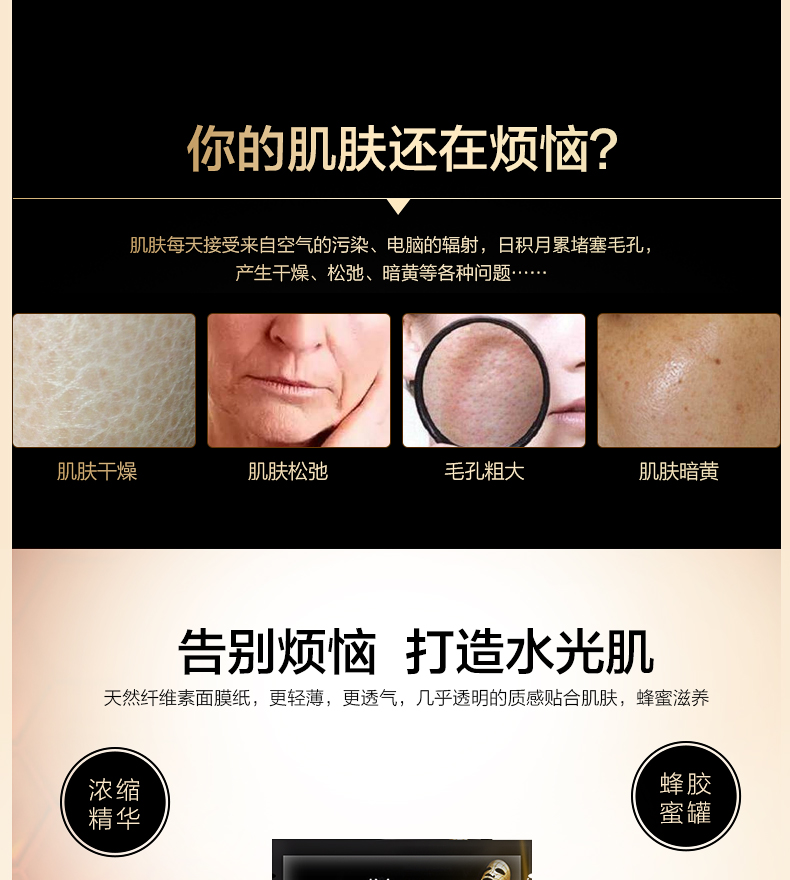 你的肌肤还在烦恼?
肌肤每天接受来自空气的污染、电脑的辐射，日积月累堵塞毛孔，
产生干燥、松弛、暗黄等各种问题……
肌肤干燥
肌肤松弛
毛孔粗大
肌肤暗黄
告别烦恼 打造水光肌
天然纤维素面膜纸，更轻薄，更透气，几乎透明的质感贴合肌肤，蜂蜜滋养
浓缩
精华
蜂胶
蜜罐